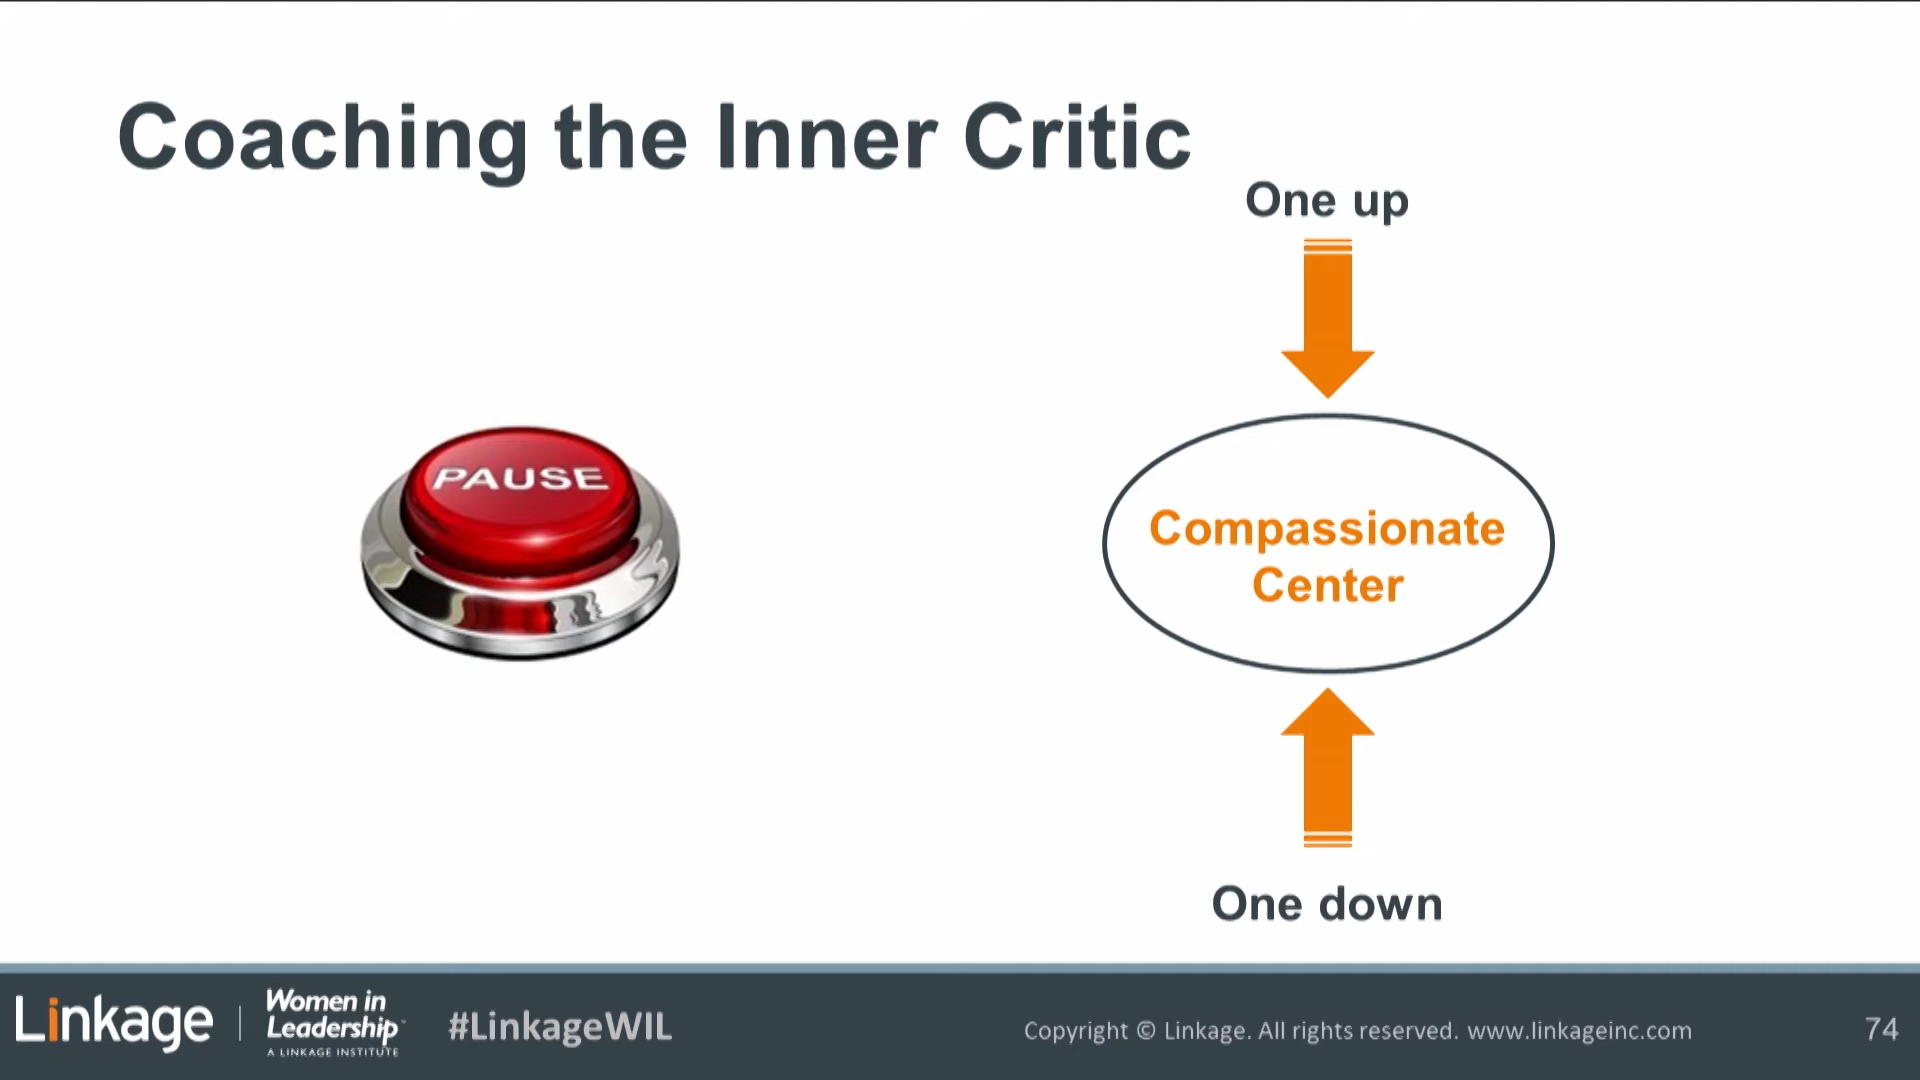 Coaching the Inner Critic
One up
PAUSE
Compassionate
Center
One down
Linkage
Women in
Leadership™
A LINKAGE INSTITUTE
#LinkageWIL
Copyright © Linkage. All rights reserved. www.linkageinc.com
74